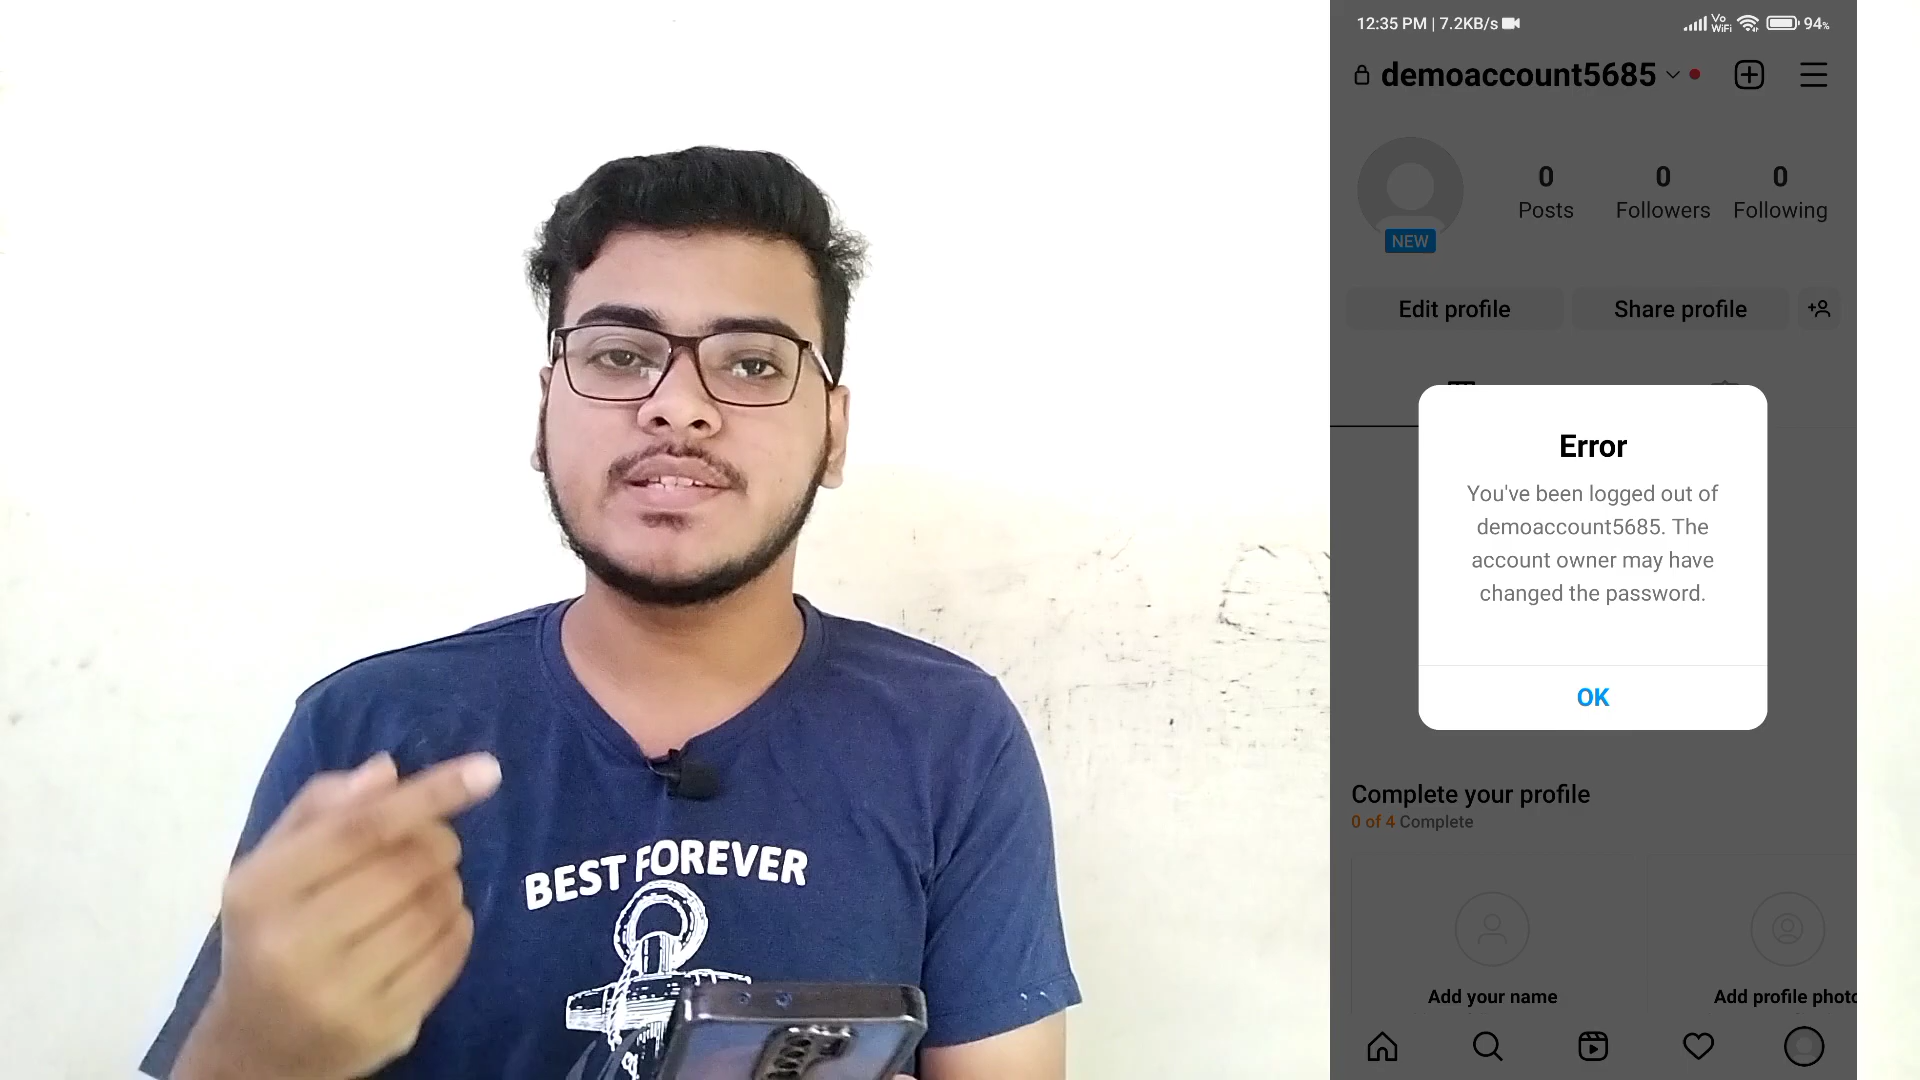 BEST FOREVER
12:35 PM | 7.2KB/s Vo WiFi 94%
demoaccount5685
0 0 0
Posts Followers Following
NEW
Edit profile Share profile
Error
You've been logged out of
demoaccount5685. The
account owner may have
changed the password.
OK
Complete your profile
0 of 4 Complete
Add your name Add profile photo